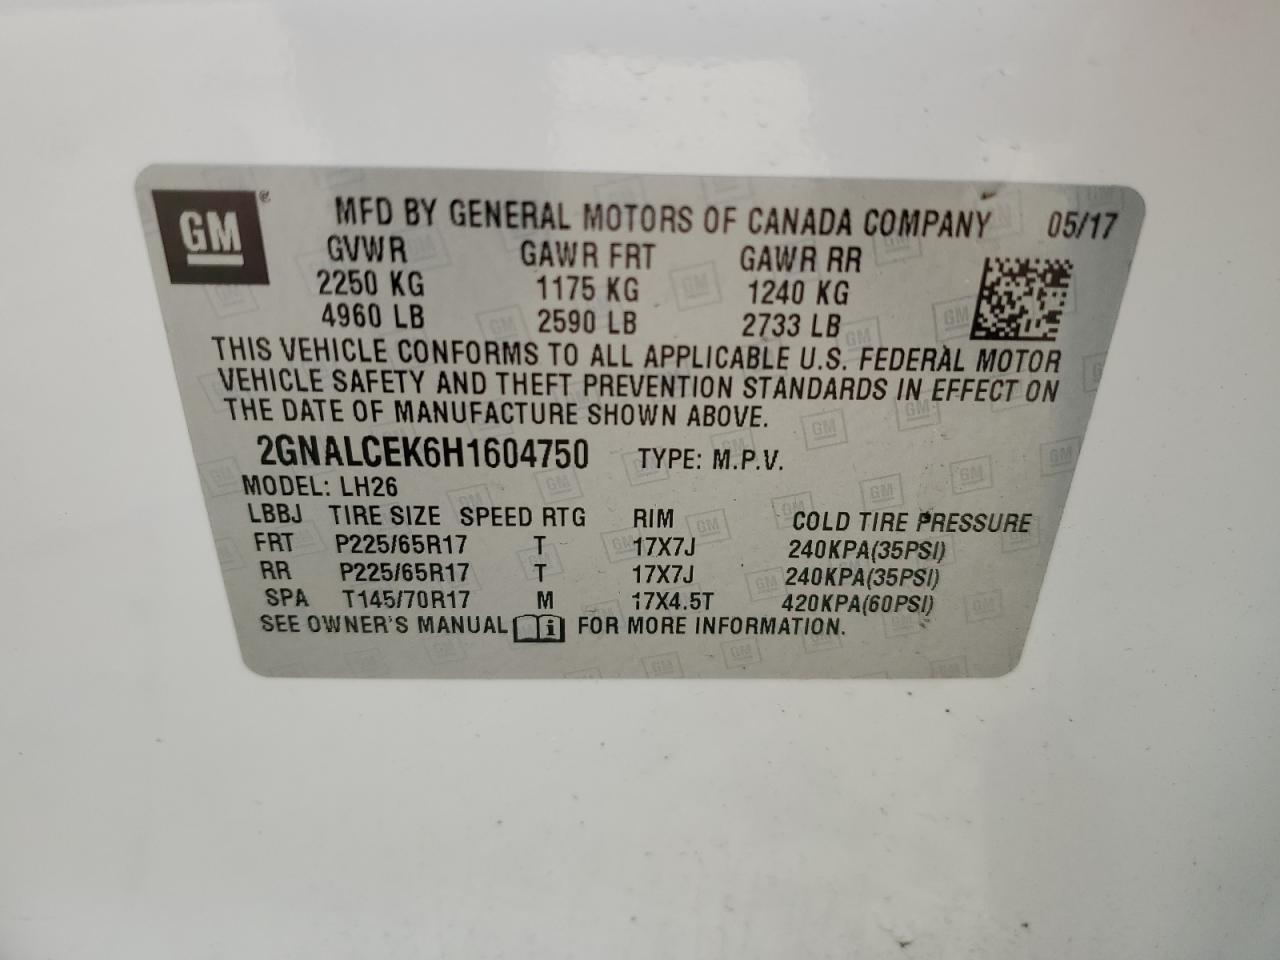 GM ®
MFD BY GENERAL MOTORS OF CANADA COMPANY 05/17
GVWR GAWR FRT GAWR RR
2250 KG 1175 KG 1240 KG
4960 LB 2590 LB 2733 LB
THIS VEHICLE CONFORMS TO ALL APPLICABLE U.S. FEDERAL MOTOR
VEHICLE SAFETY AND THEFT PREVENTION STANDARDS IN EFFECT ON
THE DATE OF MANUFACTURE SHOWN ABOVE.
2GNALCEK6H1604750 TYPE: M.P.V.
MODEL: LH26
LBBJ TIRE SIZE SPEED RTG RIM COLD TIRE PRESSURE
FRT P225/65R17 T 17X7J 240KPA(35PSI)
RR P225/65R17 T 17X7J 240KPA(35PSI)
SPA T145/70R17 M 17X4.5T 420KPA(60PSI)
SEE OWNER'S MANUAL i FOR MORE INFORMATION.